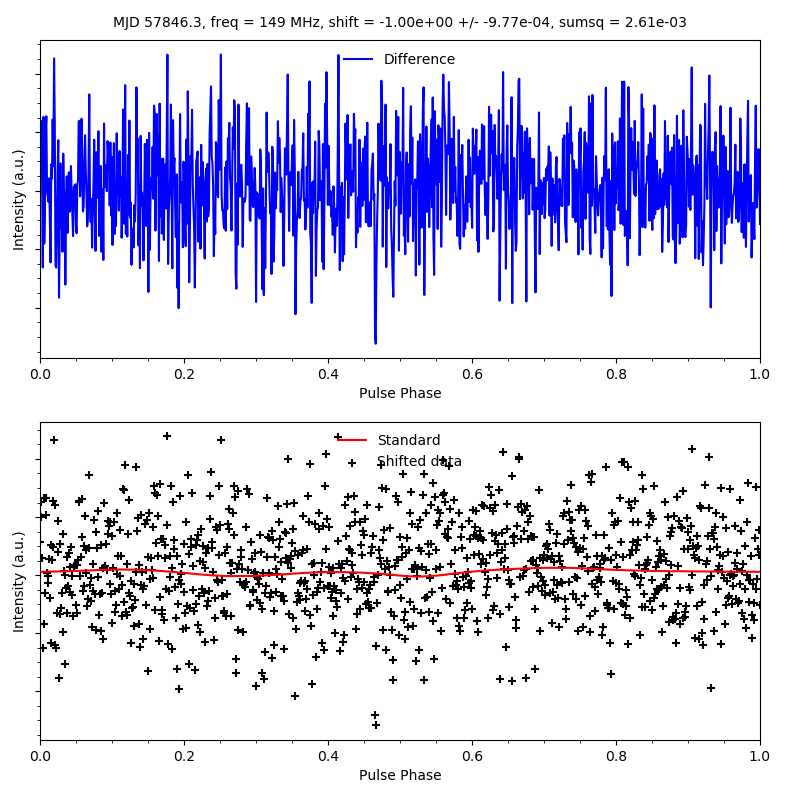 MJD 57846.3, freq = 149 MHz, shift = -1.00e+00 +/- -9.77e-04, sumsq = 2.61e-03
Difference
Intensity (a.u.)
0.0 0.2 0.4 0.6 0.8 1.0
Pulse Phase
Standard
Shifted data
Intensity (a.u.)
0.0 0.2 0.4 0.6 0.8 1.0
Pulse Phase